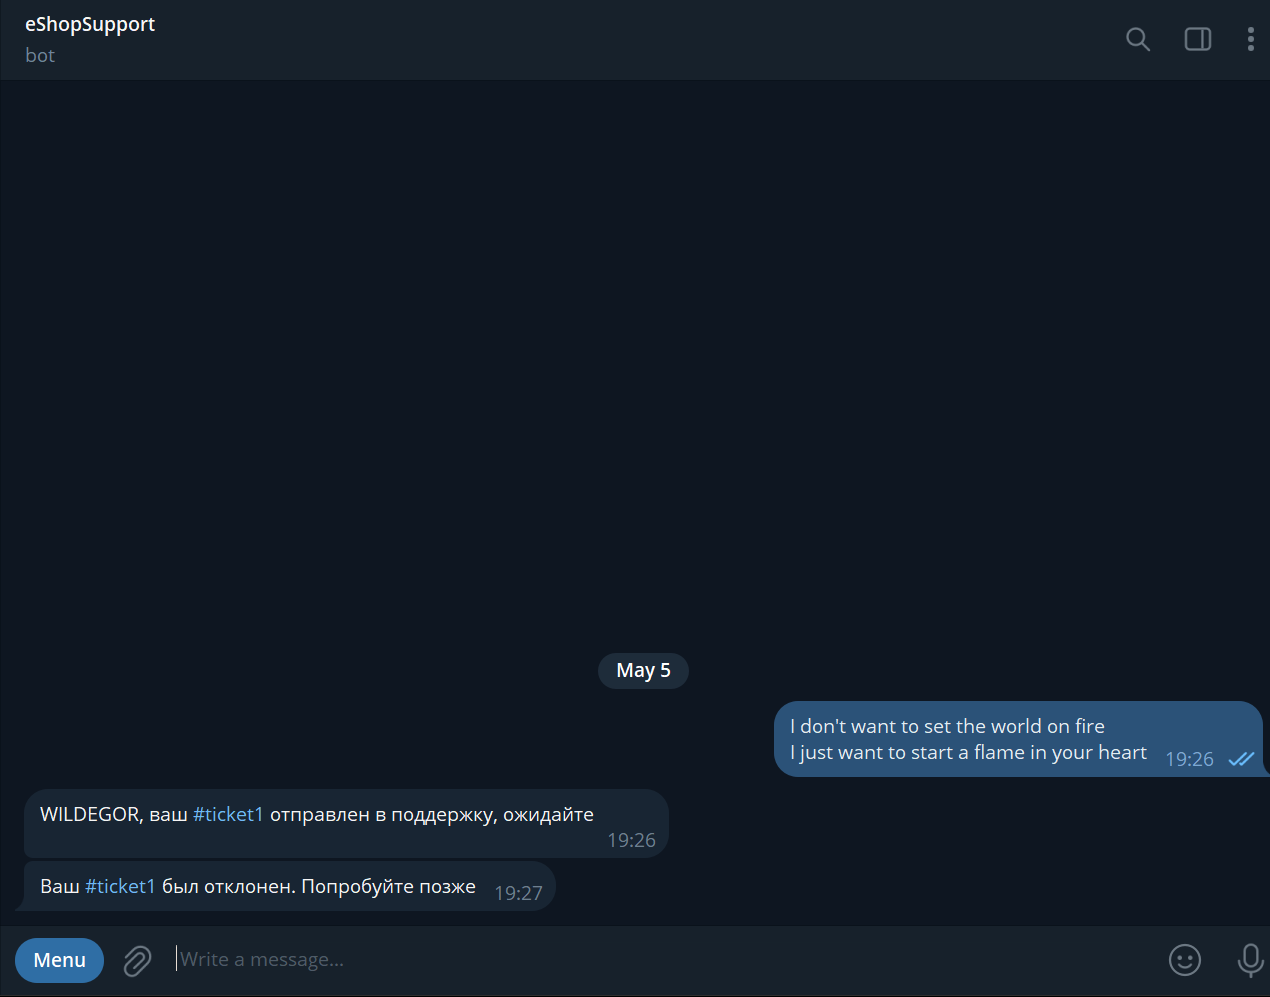 eShopSupport
bot
May 5
I don't want to set the world on fire
I just want to start a flame in your heart
19:26
WILDEGOR, ваш #ticket1 отправлен в поддержку, ожидайте
19:26
Ваш #ticket1 был отклонен. Попробуйте позже
19:27
Menu
Write a message...